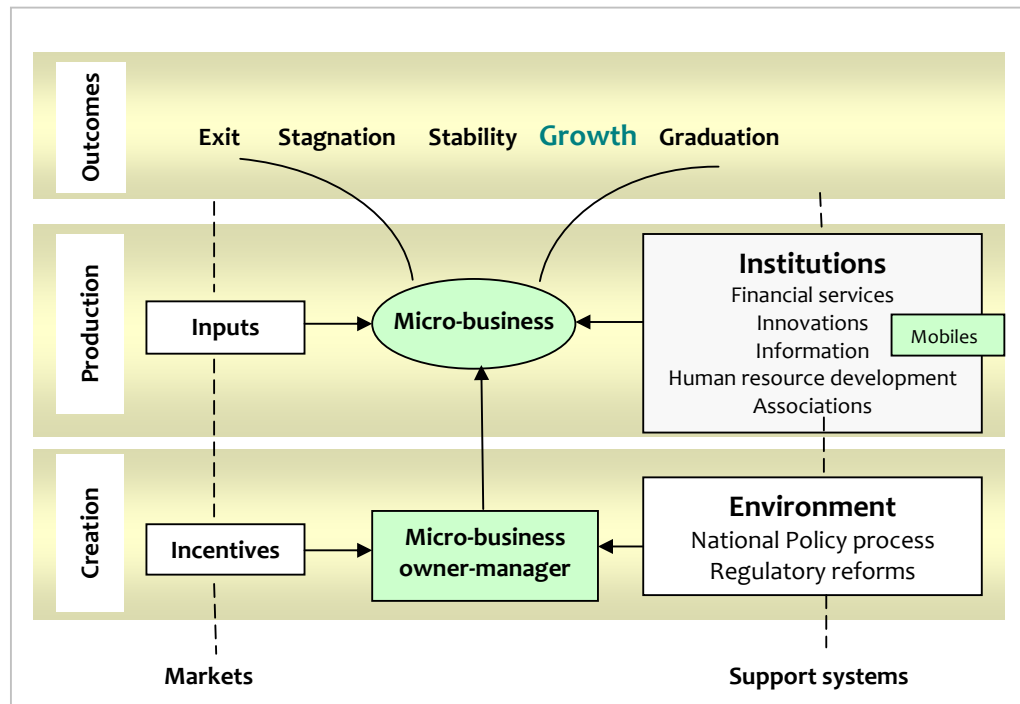 Outcomes
Exit Stagnation Stability Growth Graduation
Production
Inputs
Micro-business
Institutions
Financial services
Innovations
Information
Human resource development
Associations
Mobiles
Creation
Incentives
Micro-business
owner-manager
Environment
National Policy process
Regulatory reforms
Markets
Support systems